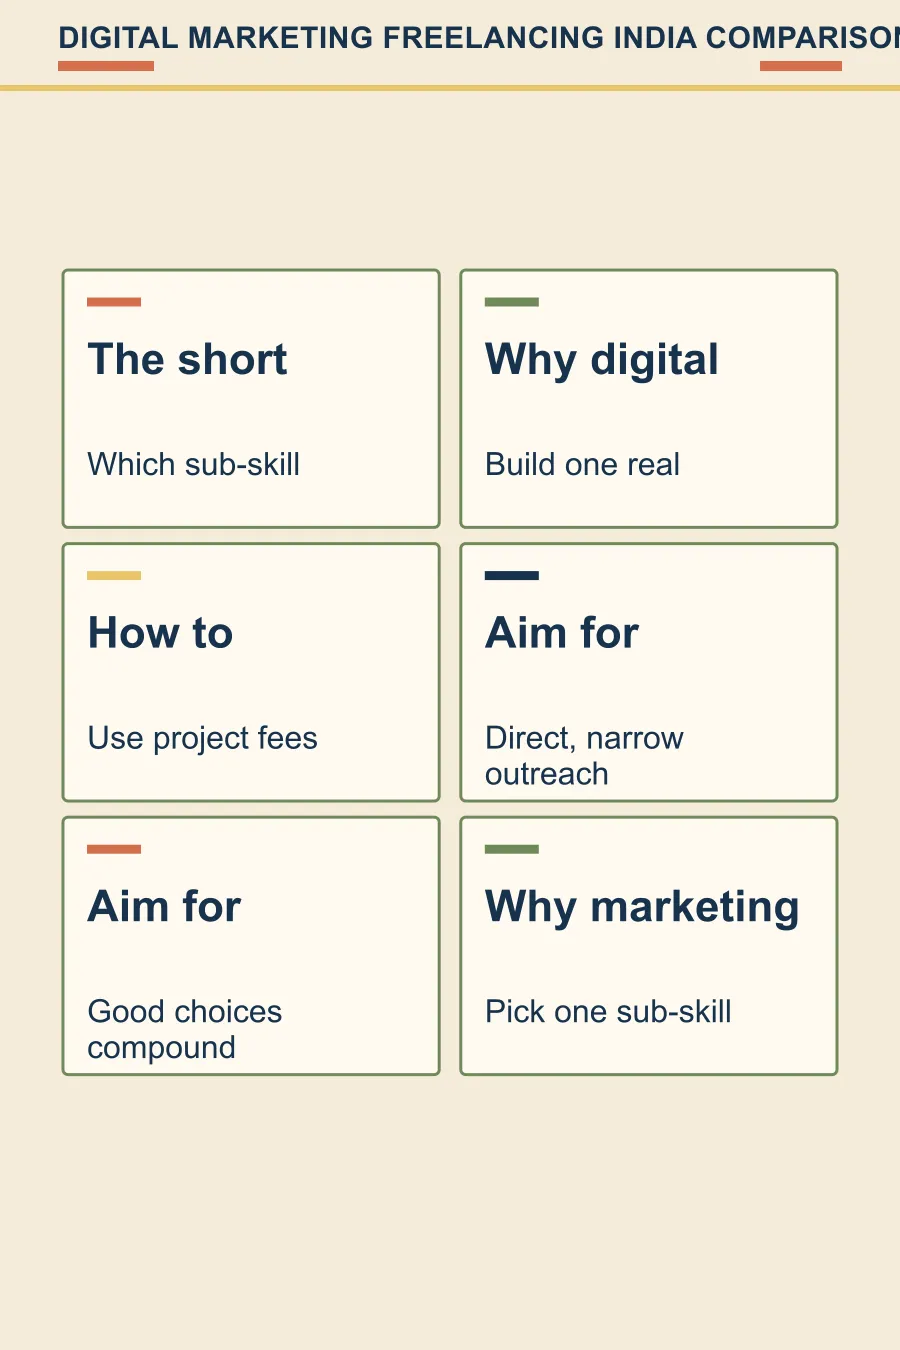 DIGITAL MARKETING FREELANCING INDIA COMPARISON
The short
Which sub-skill
Why digital
Build one real
How to
Use project fees
Aim for
Direct, narrow
outreach
Aim for
Good choices
compound
Why marketing
Pick one sub-skill